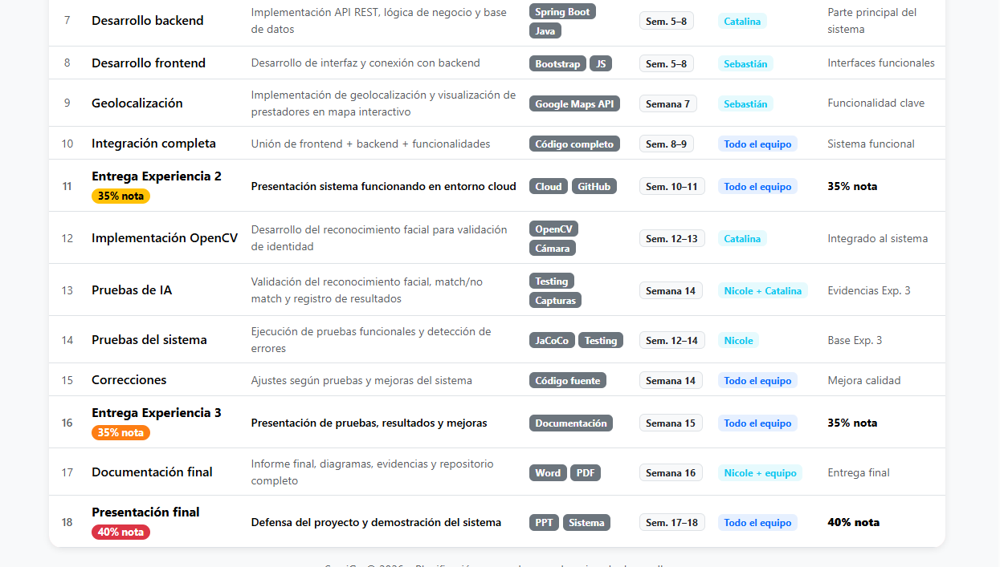 7 Desarrollo backend Implementación API REST, lógica de negocio y base de datos Spring Boot Java Sem. 5–8 Catalina Parte principal del sistema
8 Desarrollo frontend Desarrollo de interfaz y conexión con backend Bootstrap JS Sem. 5–8 Sebastián Interfaces funcionales
9 Geolocalización Implementación de geolocalización y visualización de prestadores en mapa interactivo Google Maps API Semana 7 Sebastián Funcionalidad clave
10 Integración completa Unión de frontend + backend + funcionalidades Código completo Sem. 8–9 Todo el equipo Sistema funcional
11 Entrega Experiencia 2 35% nota Presentación sistema funcionando en entorno cloud Cloud GitHub Sem. 10–11 Todo el equipo 35% nota
12 Implementación OpenCV Desarrollo del reconocimiento facial para validación de identidad OpenCV Cámara Sem. 12–13 Catalina Integrado al sistema
13 Pruebas de IA Validación del reconocimiento facial, match/no match y registro de resultados Testing Capturas Semana 14 Nicole + Catalina Evidencias Exp. 3
14 Pruebas del sistema Ejecución de pruebas funcionales y detección de errores JaCoCo Testing Sem. 12–14 Nicole Base Exp. 3
15 Correcciones Ajustes según pruebas y mejoras del sistema Código fuente Semana 14 Todo el equipo Mejora calidad
16 Entrega Experiencia 3 35% nota Presentación de pruebas, resultados y mejoras Documentación Semana 15 Todo el equipo 35% nota
17 Documentación final Informe final, diagramas, evidencias y repositorio completo Word PDF Semana 16 Nicole + equipo Entrega final
18 Presentación final 40% nota Defensa del proyecto y demostración del sistema PPT Sistema Sem. 17–18 Todo el equipo 40% nota